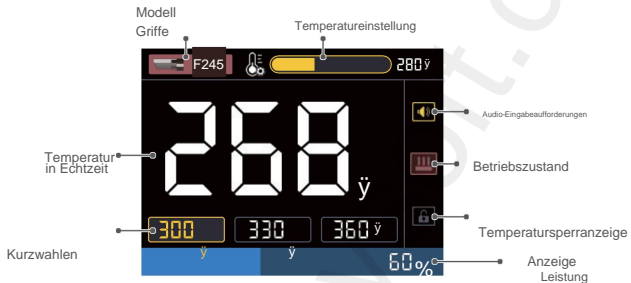 Modell
Griffe
Temperatureinstellung
F245
280ÿ
Audio-Eingabeaufforderungen
268
ÿ
Temperatur
in Echtzeit
Betriebszustand
300
330
360ÿ
ÿ
ÿ
Temperatursperranzeige
Kurzwahlen
60%
Anzeige
Leistung